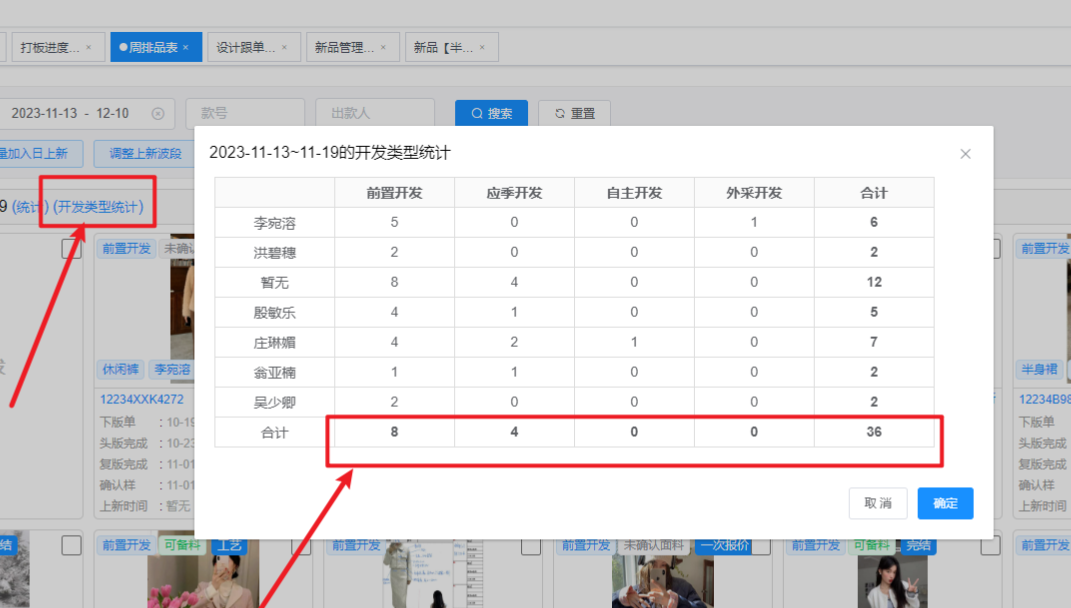 打板进度... ×
周排品表 ×
设计跟单... ×
新品管理... ×
新品【半... ×
2023-11-13 - 12-10
款号
出款人
搜索
重置
量加入日上新
调整上新波段
2023-11-13~11-19的开发类型统计
前置开发 应季开发 自主开发 外采开发 合计
李宛溶 5 0 0 1 6
洪碧穗 2 0 0 0 2
暂无 8 4 0 0 12
殷敏乐 4 1 0 0 5
庄琳媚 4 2 1 0 7
翁亚楠 1 1 0 0 2
吴少卿 2 0 0 0 2
合计 8 4 0 0 36
取消 确定
9 (统计) (开发类型统计)
前置开发 未确认
休闲裤 李宛溶
12234XXK4272
下版单 : 10-19
头版完成 : 10-23
复版完成 : 11-01
确认样 : 11-01
上新时间 : 暂无
前置开发
半身裙
12234B98
下版单
头版完成
复版完成
确认样
上新时间
结
前置开发 可备料 工艺
前置开发
前置开发 未确认面料 一次报价
前置开发 可备料 完结
前置开发